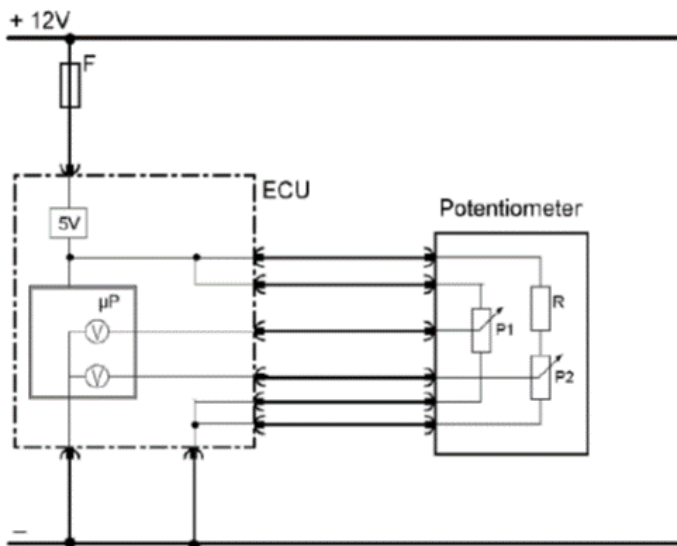 + 12V
F
ECU
5V
Potentiometer
μP
V
V
R
P1
P2
–